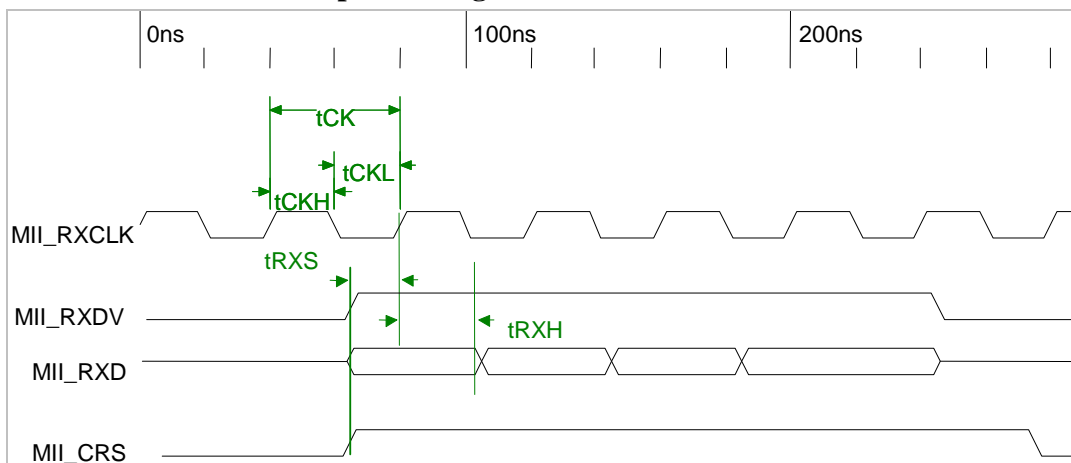 0ns 100ns 200ns
tCK
tCKL
tCKH
MII_RXCLK
tRXS
MII_RXDV
tRXH
MII_RXD
MII_CRS